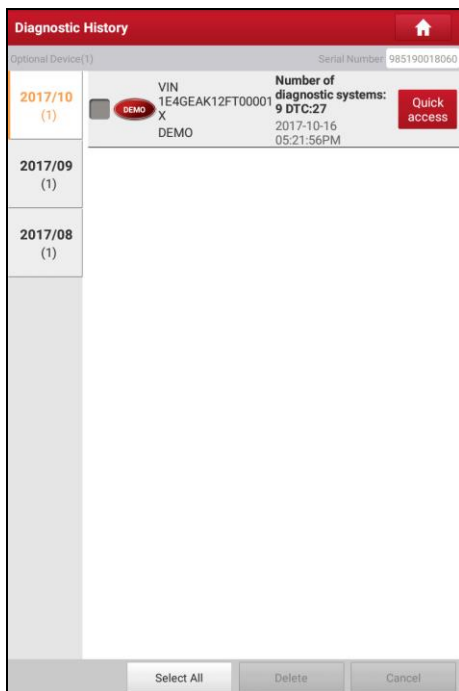 Diagnostic History
Optional Device(1)
Serial Number 985190018060
2017/10
(1)
DEMO
VIN
1E4GEAK12FT00001
X
DEMO
Number of
diagnostic systems:
9 DTC:27
2017-10-16
05:21:56PM
Quick
access
2017/09
(1)
2017/08
(1)
Select All
Delete
Cancel